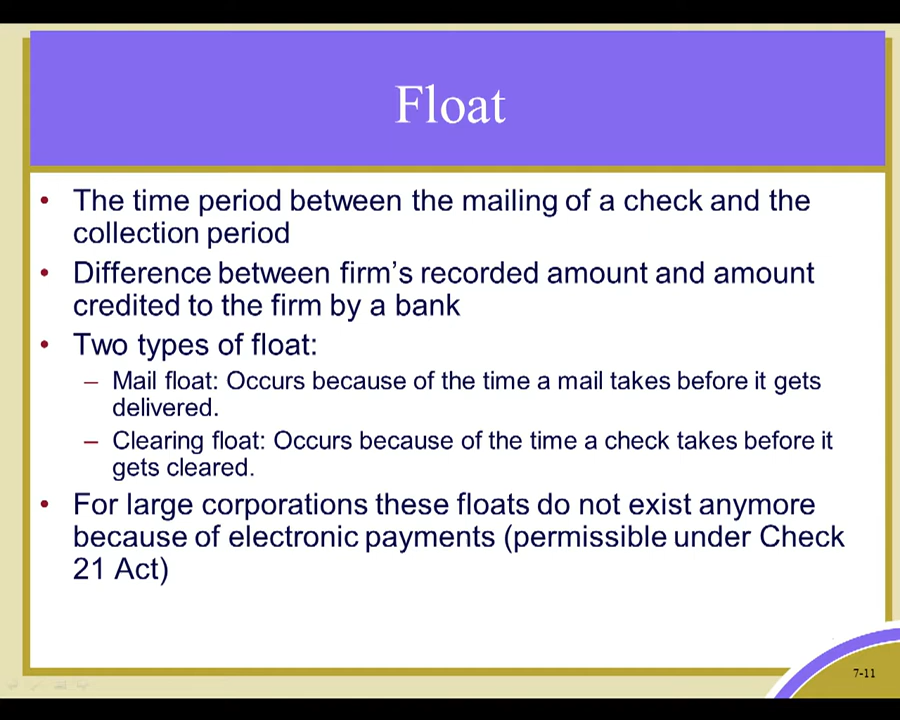 Float
• The time period between the mailing of a check and the
collection period
• Difference between firm’s recorded amount and amount
credited to the firm by a bank
• Two types of float:
– Mail float: Occurs because of the time a mail takes before it gets
delivered.
– Clearing float: Occurs because of the time a check takes before it
gets cleared.
• For large corporations these floats do not exist anymore
because of electronic payments (permissible under Check
21 Act)
7-11